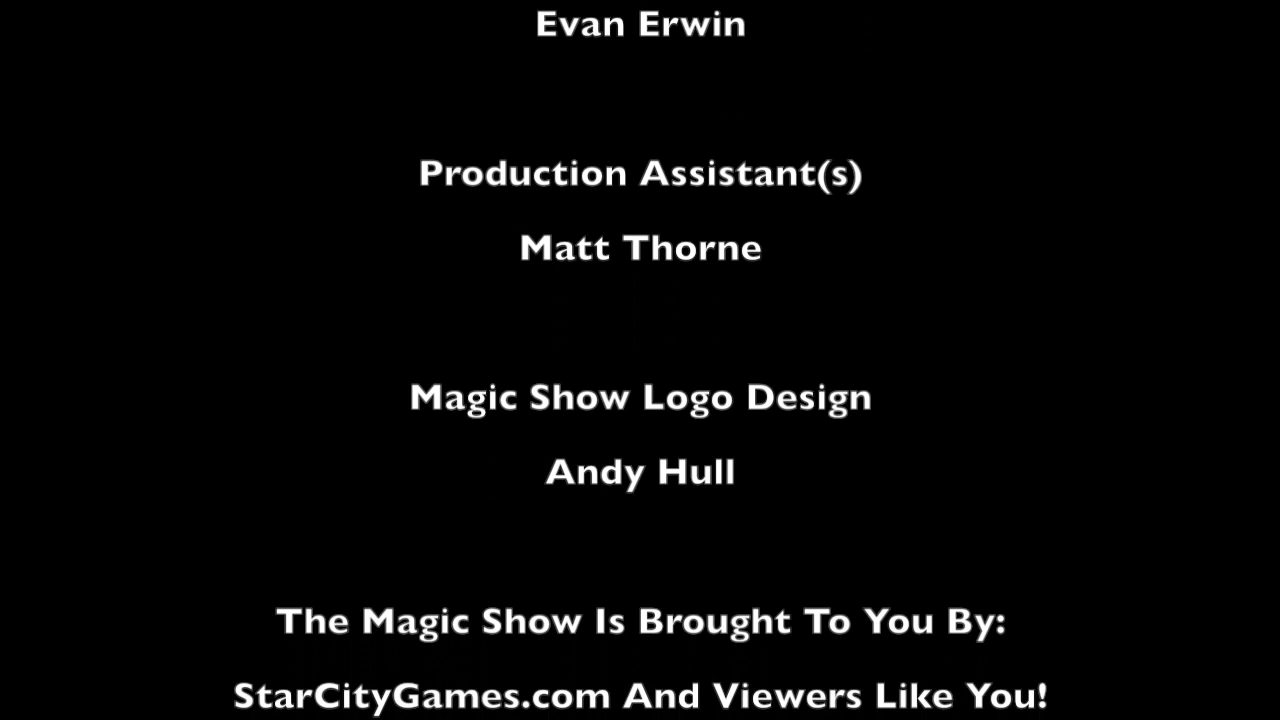 Evan Erwin
Production Assistant(s)
Matt Thorne
Magic Show Logo Design
Andy Hull
The Magic Show Is Brought To You By:
StarCityGames.com And Viewers Like You!